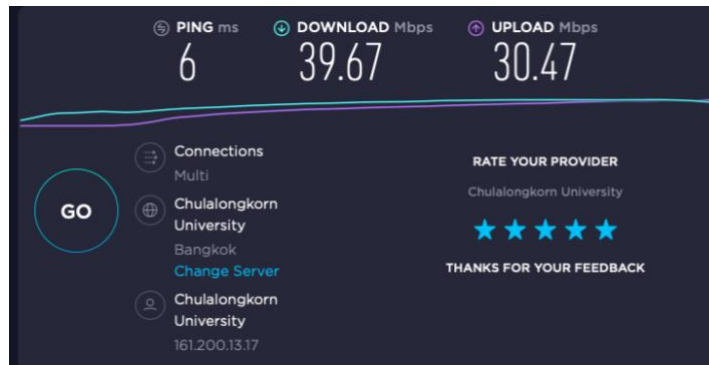 PING ms
6
DOWNLOAD Mbps
39.67
UPLOAD Mbps
30.47
GO
Connections
Multi
Chulalongkorn
University
Bangkok
Change Server
Chulalongkorn
University
161.200.13.17
RATE YOUR PROVIDER
Chulalongkorn University
THANKS FOR YOUR FEEDBACK